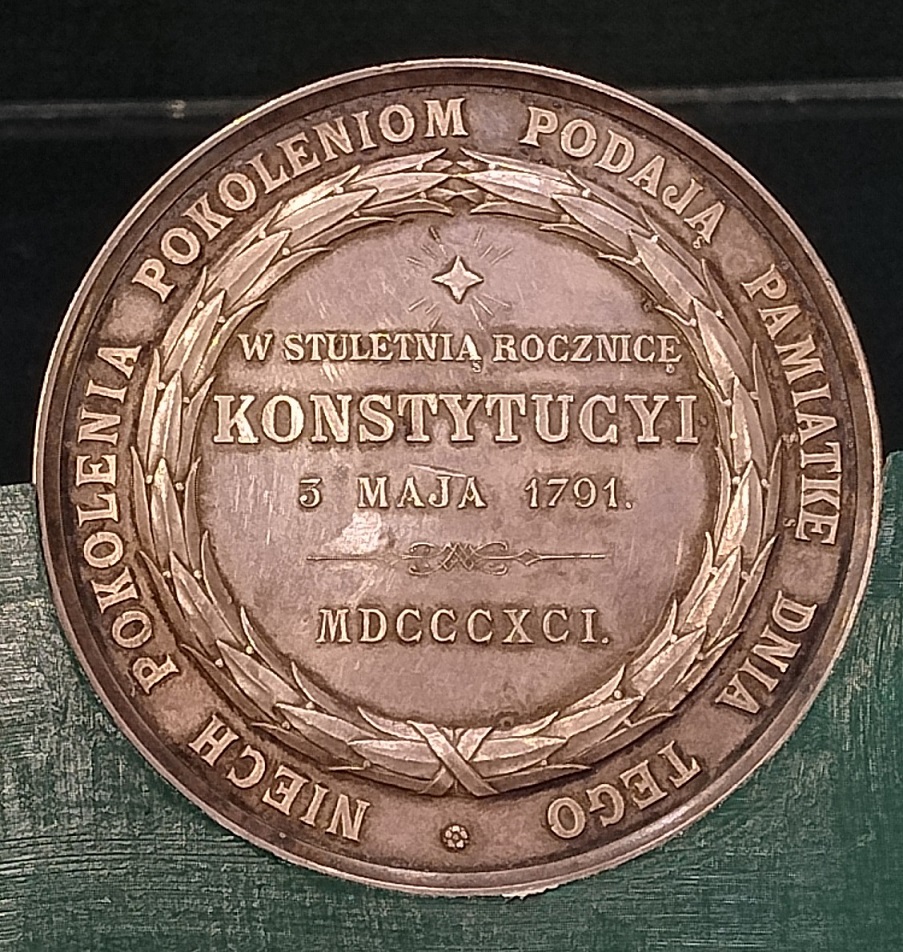 NIECH POKOLENIA POKOLENIOM PODAJĄ PAMIĄTKĘ DNIA TEGO
W STULETNIĄ ROCZNICĘ
KONSTYTUCYI
3 MAJA 1791.
MDCCCXCI.